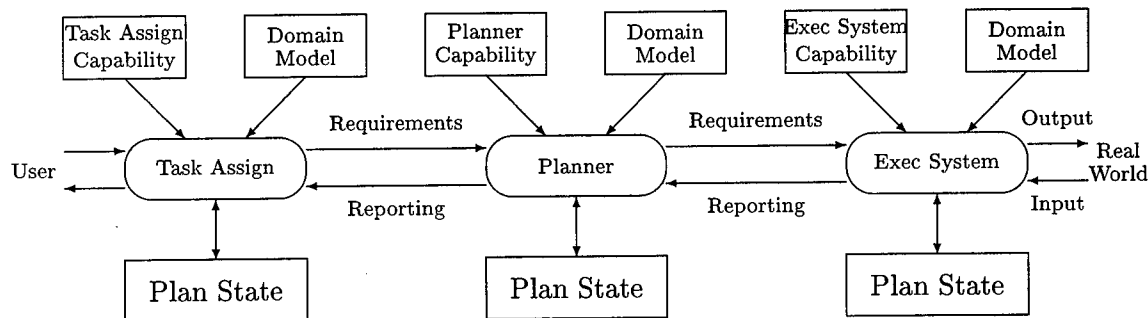 Task Assign
Capability
Domain
Model
Planner
Capability
Domain
Model
Exec System
Capability
Domain
Model
Requirements
Requirements
Output
User
Task Assign
Planner
Exec System
Real
World
Reporting
Reporting
Input
Plan State
Plan State
Plan State